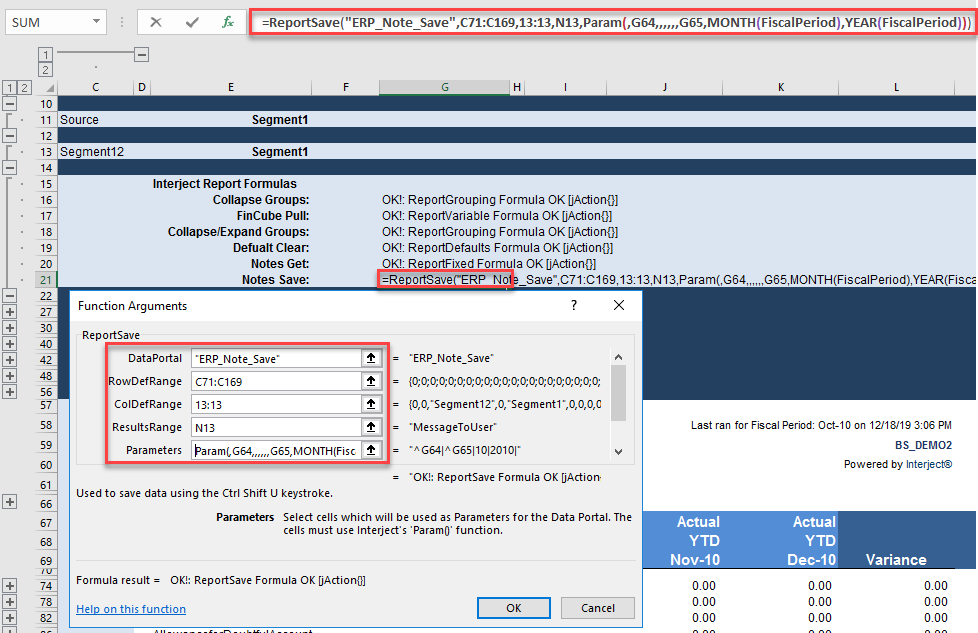 SUM fx =ReportSave("ERP_Note_Save",C71:C169,13:13,N13,Param(,G64,,,,,,G65,MONTH(FiscalPeriod),YEAR(FiscalPeriod)))
1
2
1 2 C D E F G H I J K L
10
11 Source Segment1
12
13 Segment12 Segment1
14
15 Interject Report Formulas
16 Collapse Groups: OK!: ReportGrouping Formula OK [jAction{}]
17 FinCube Pull: OK!: ReportVariable Formula OK [jAction{}]
18 Collapse/Expand Groups: OK!: ReportGrouping Formula OK [jAction{}]
19 Defualt Clear: OK!: ReportDefaults Formula OK [jAction{}]
20 Notes Get: OK!: ReportFixed Formula OK [jAction{}]
21 Notes Save: =ReportSave("ERP_Note_Save",C71:C169,13:13,N13,Param(,G64,,,,,,G65,MONTH(FiscalPeriod),YEAR(Fisca
22
27
30
40
42
48
56
57
58
59
60
61
66
67
68
69
70
74
78
82
Function Arguments ?
ReportSave
DataPortal "ERP_Note_Save" = "ERP_Note_Save"
RowDefRange C71:C169 = {0;0;0;0;0;0;0;0;0;0;0;0;0;0;0;0;0;0;0;0;
ColDefRange 13:13 = {0,0,"Segment12",0,"Segment1",0,0,0,0
ResultsRange N13 = "MessageToUser"
Parameters Param(,G64,,,,,,G65,MONTH(Fisc = "^G64|^G65|10|2010|"
= "OK!: ReportSave Formula OK [jAction{
Used to save data using the Ctrl Shift U keystroke.
Parameters Select cells which will be used as Parameters for the Data Portal. The
cells must use Interject's 'Param()' function.
Formula result = OK!: ReportSave Formula OK [jAction{}]
Help on this function OK Cancel
Last ran for Fiscal Period: Oct-10 on 12/18/19 3:06 PM
BS_DEMO2
Powered by Interject®
Actual Actual
YTD YTD
Nov-10 Dec-10 Variance
0.00 0.00 0.00
0.00 0.00 0.00
0.00 0.00 0.00
AllowanceforDoubtfulAccount
0.00 0.00 0.00